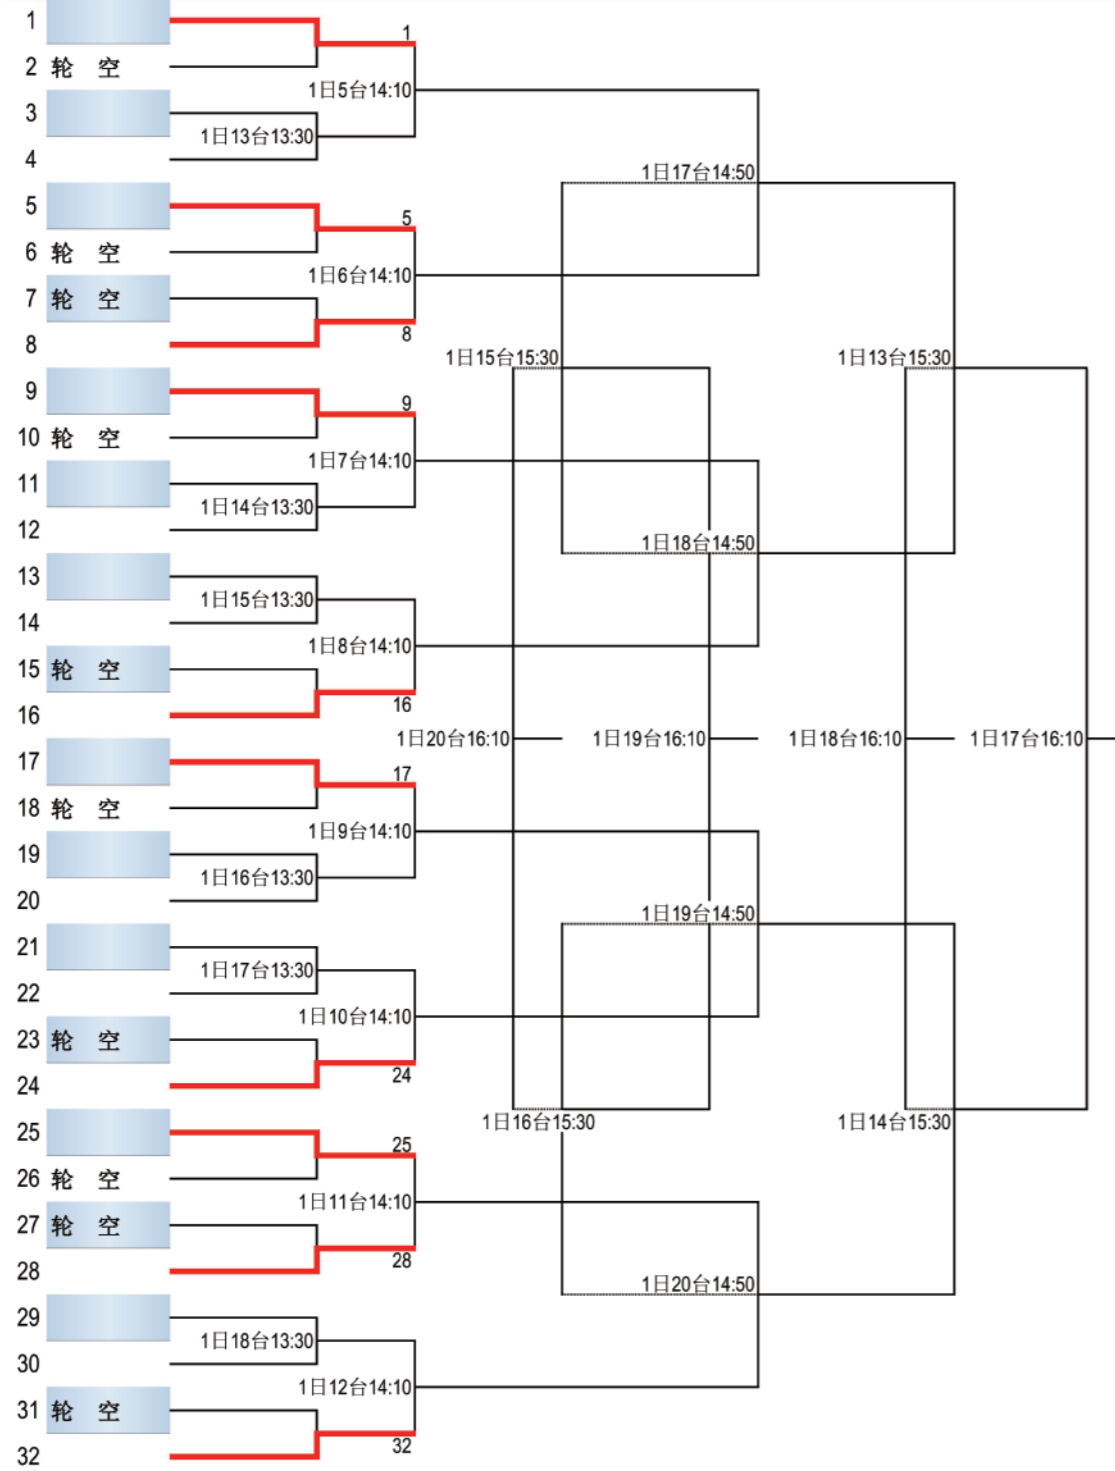 1
1
2 轮 空
1日5台14:10
3
1日13台13:30
4
1日17台14:50
5
5
6 轮 空
1日6台14:10
7 轮 空
8
8
1日15台15:30
1日13台15:30
9
9
10 轮 空
1日7台14:10
11
1日14台13:30
12
1日18台14:50
13
1日15台13:30
14
1日8台14:10
15 轮 空
16
16
1日20台16:10
1日19台16:10
1日18台16:10
1日17台16:10
17
17
18 轮 空
1日9台14:10
19
1日16台13:30
20
1日19台14:50
21
1日17台13:30
22
1日10台14:10
23 轮 空
24
24
1日16台15:30
1日14台15:30
25
25
26 轮 空
1日11台14:10
27 轮 空
28
28
1日20台14:50
29
1日18台13:30
30
1日12台14:10
31 轮 空
32
32